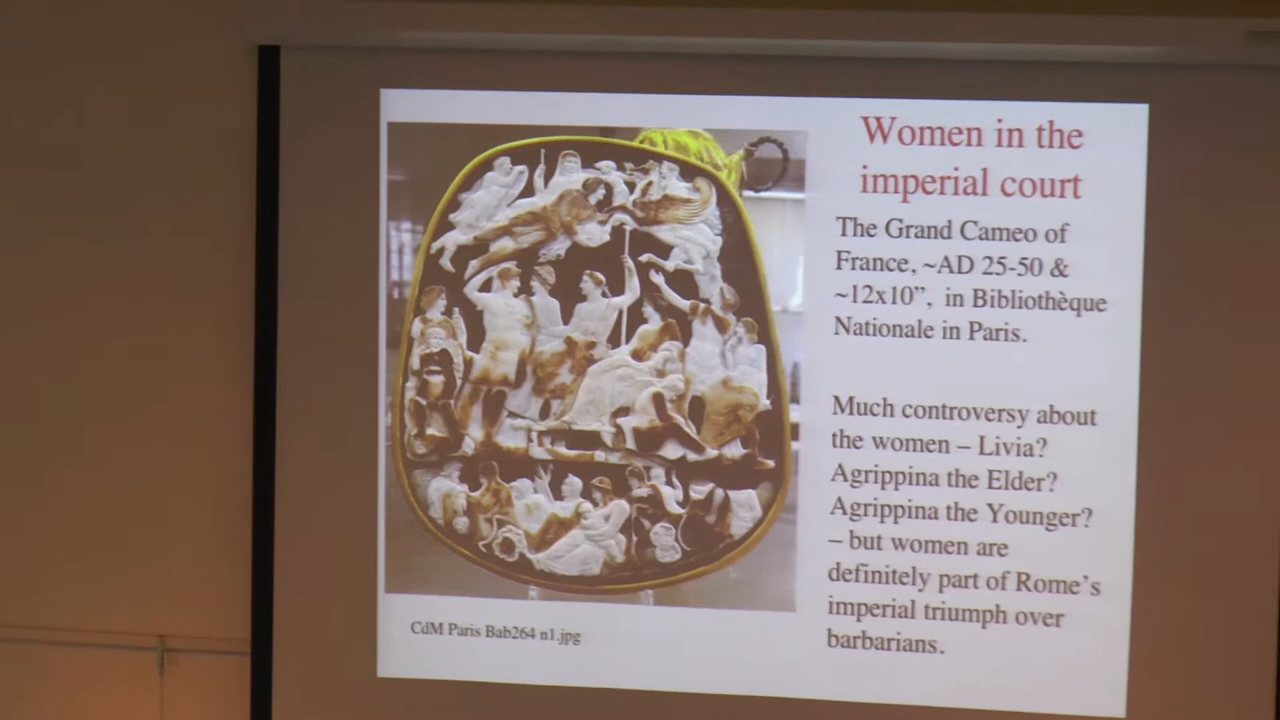 Women in the
imperial court
The Grand Cameo of
France, ~AD 25-50 &
~12x10”, in Bibliothèque
Nationale in Paris.
Much controversy about
the women – Livia?
Agrippina the Elder?
Agrippina the Younger?
– but women are
definitely part of Rome’s
imperial triumph over
barbarians.
CdM Paris Bab264 n1.jpg